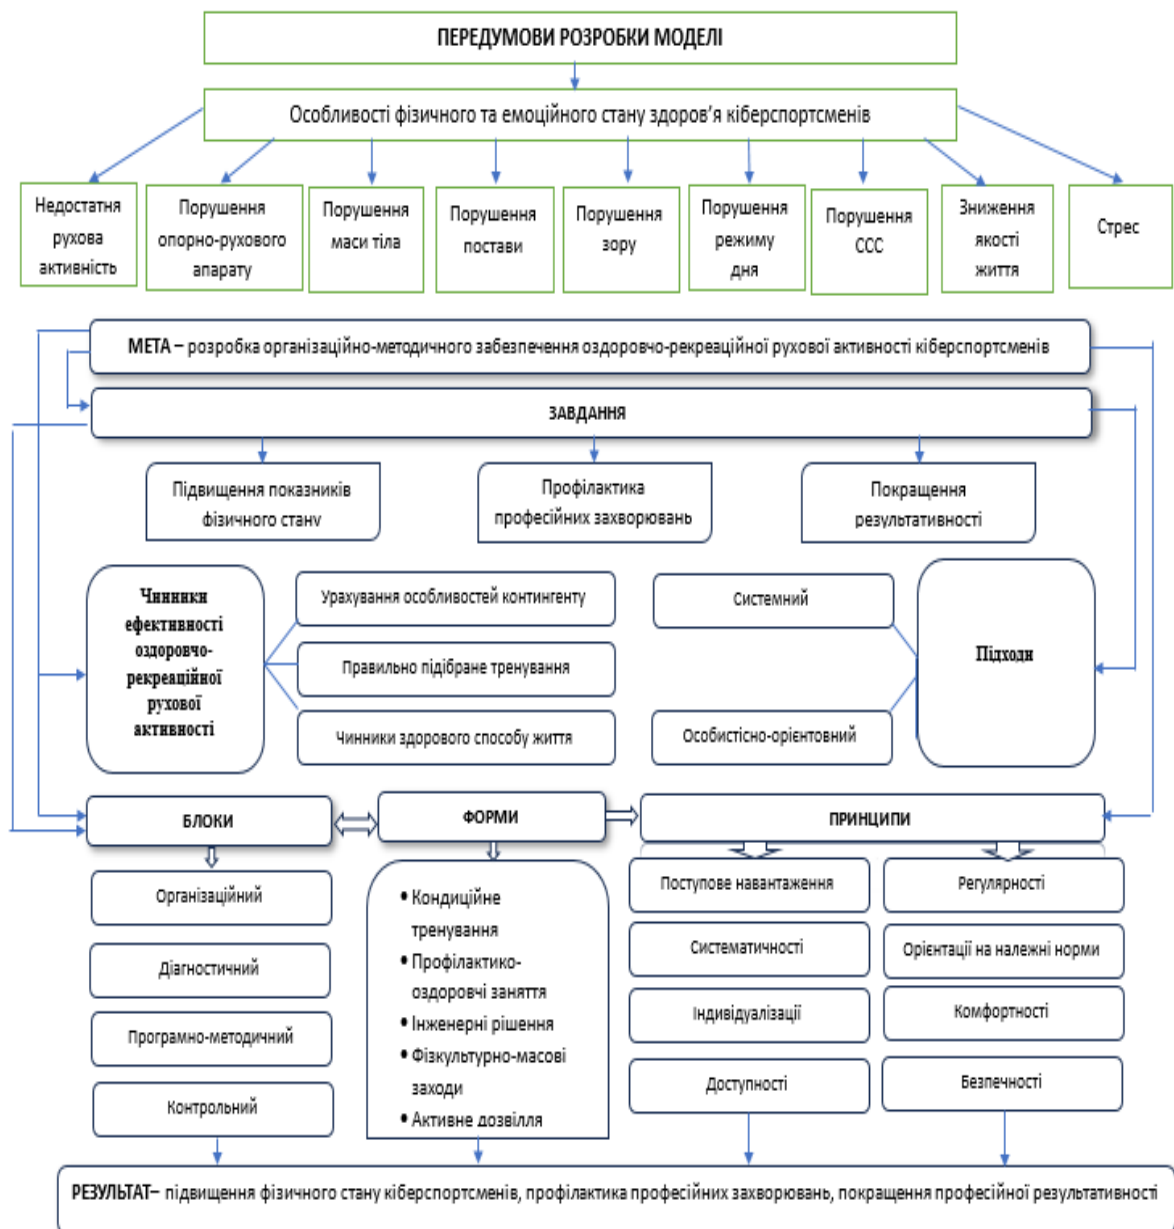 ПЕРЕДУМОВИ РОЗРОБКИ МОДЕЛІ
Особливості фізичного та емоційного стану здоров’я кіберспортсменів
Недостатня
рухова
активність
Порушення
опорно-рухового
апарату
Порушення
маси тіла
Порушення
постави
Порушення
зору
Порушення
режиму
дня
Порушення
ССС
Зниження
якості
життя
Стрес
МЕТА – розробка організаційно-методичного забезпечення оздоровчо-рекреаційної рухової активності кіберспортсменів
ЗАВДАННЯ
Підвищення показників
фізичного стану
Профілактика
професійних захворювань
Покращення
результативності
Чинники
ефективності
оздоровчо-
рекреаційної
рухової
активності
Урахування особливостей контингенту
Правильно підібране тренування
Чинники здорового способу життя
Системний
Особистісно-орієнтовний
Підходи
БЛОКИ
ФОРМИ
ПРИНЦИПИ
Організаційний
Діагностичний
Програмно-методичний
Контрольний
• Кондиційне
тренування
• Профілактико-
оздоровчі заняття
• Інженерні рішення
• Фізкультурно-масові
заходи
• Активне дозвілля
Поступове навантаження
Систематичності
Індивідуалізації
Доступності
Регулярності
Орієнтації на належні норми
Комфортності
Безпечності
РЕЗУЛЬТАТ– підвищення фізичного стану кіберспортсменів, профілактика професійних захворювань, покращення професійної результативності